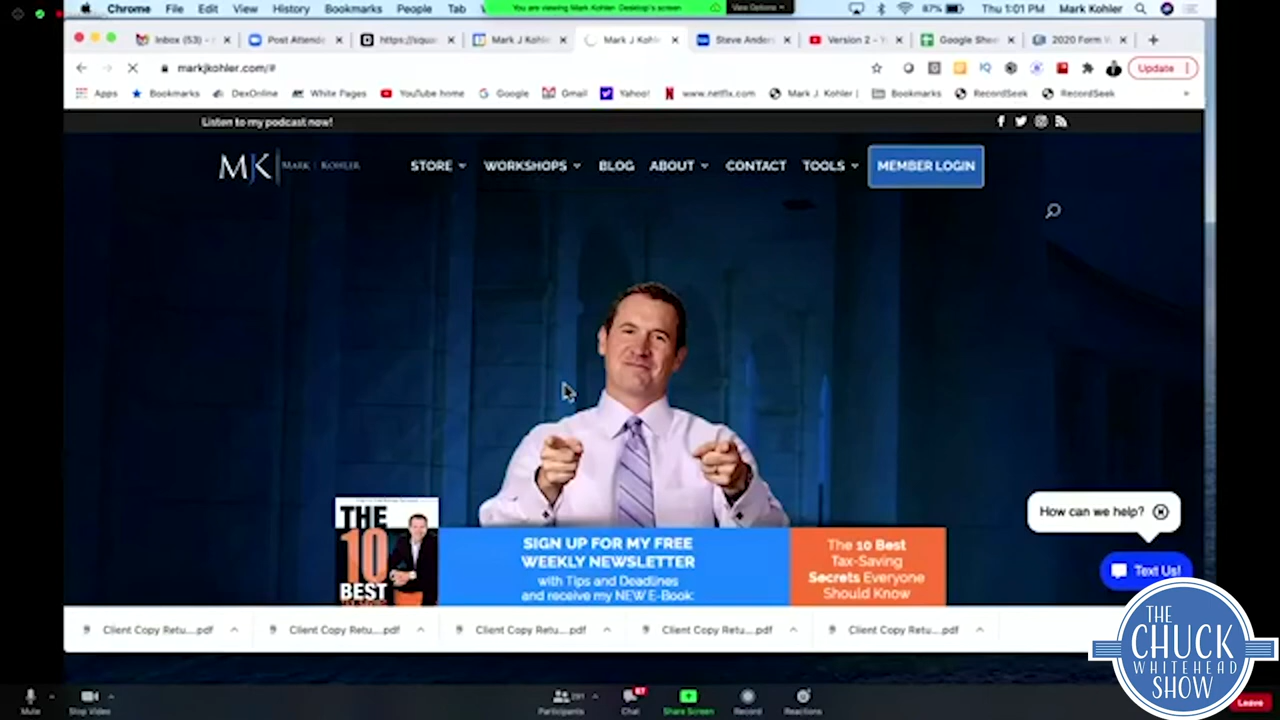 Chrome File Edit View History Bookmarks People Tab
You are viewing Mark Kohler Desktop's screen
View Options
87% Thu 1:01 PM Mark Kohler
Inbox (53) - Post Attende https://squa Mark J Kohl Mark J Kohle Steve Ander Version 2 - Y Google Shee 2020 Form
markjkohler.com/#
Update
Apps Bookmarks DexOnline White Pages YouTube home Google Gmail Yahoo! www.netflix.com Mark J. Kohler | Bookmarks RecordSeek RecordSeek
Listen to my podcast now!
MJK MARK J KOHLER
STORE WORKSHOPS BLOG ABOUT CONTACT TOOLS MEMBER LOGIN
THE
10
BEST
SIGN UP FOR MY FREE
WEEKLY NEWSLETTER
with Tips and Deadlines
and receive my NEW E-Book:
The 10 Best
Tax-Saving
Secrets Everyone
Should Know
How can we help?
Text Us!
Client Copy Retu....pdf Client Copy Retu....pdf Client Copy Retu....pdf Client Copy Retu....pdf Client Copy Retu....pdf
THE
CHUCK
WHITEHEAD
SHOW
Mute Stop Video Participants Chat Share Screen Record Reactions Leave